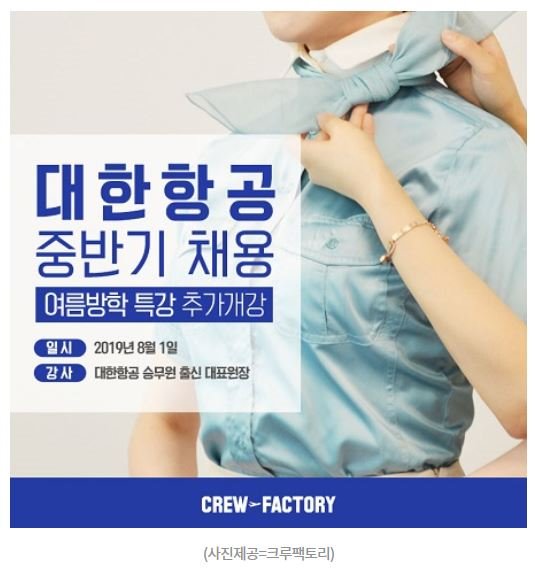 대한항공
중반기 채용
여름방학 특강 추가개강
일시 2019년 8월 1일
강사 대한항공 승무원 출신 대표원장
CREW FACTORY
(사진제공=크루팩토리)